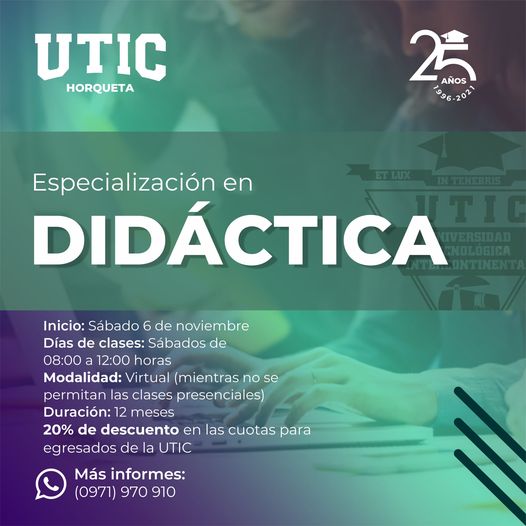 UTIC
HORQUETA
25
AÑOS
1996-2021
Especialización en
DIDÁCTICA
ET LUX IN TENEBRIS
UTIC
Inicio: Sábado 6 de noviembre
Días de clases: Sábados de
08:00 a 12:00 horas
Modalidad: Virtual (mientras no se
permitan las clases presenciales)
Duración: 12 meses
20% de descuento en las cuotas para
egresados de la UTIC
Más informes:
(0971) 970 910